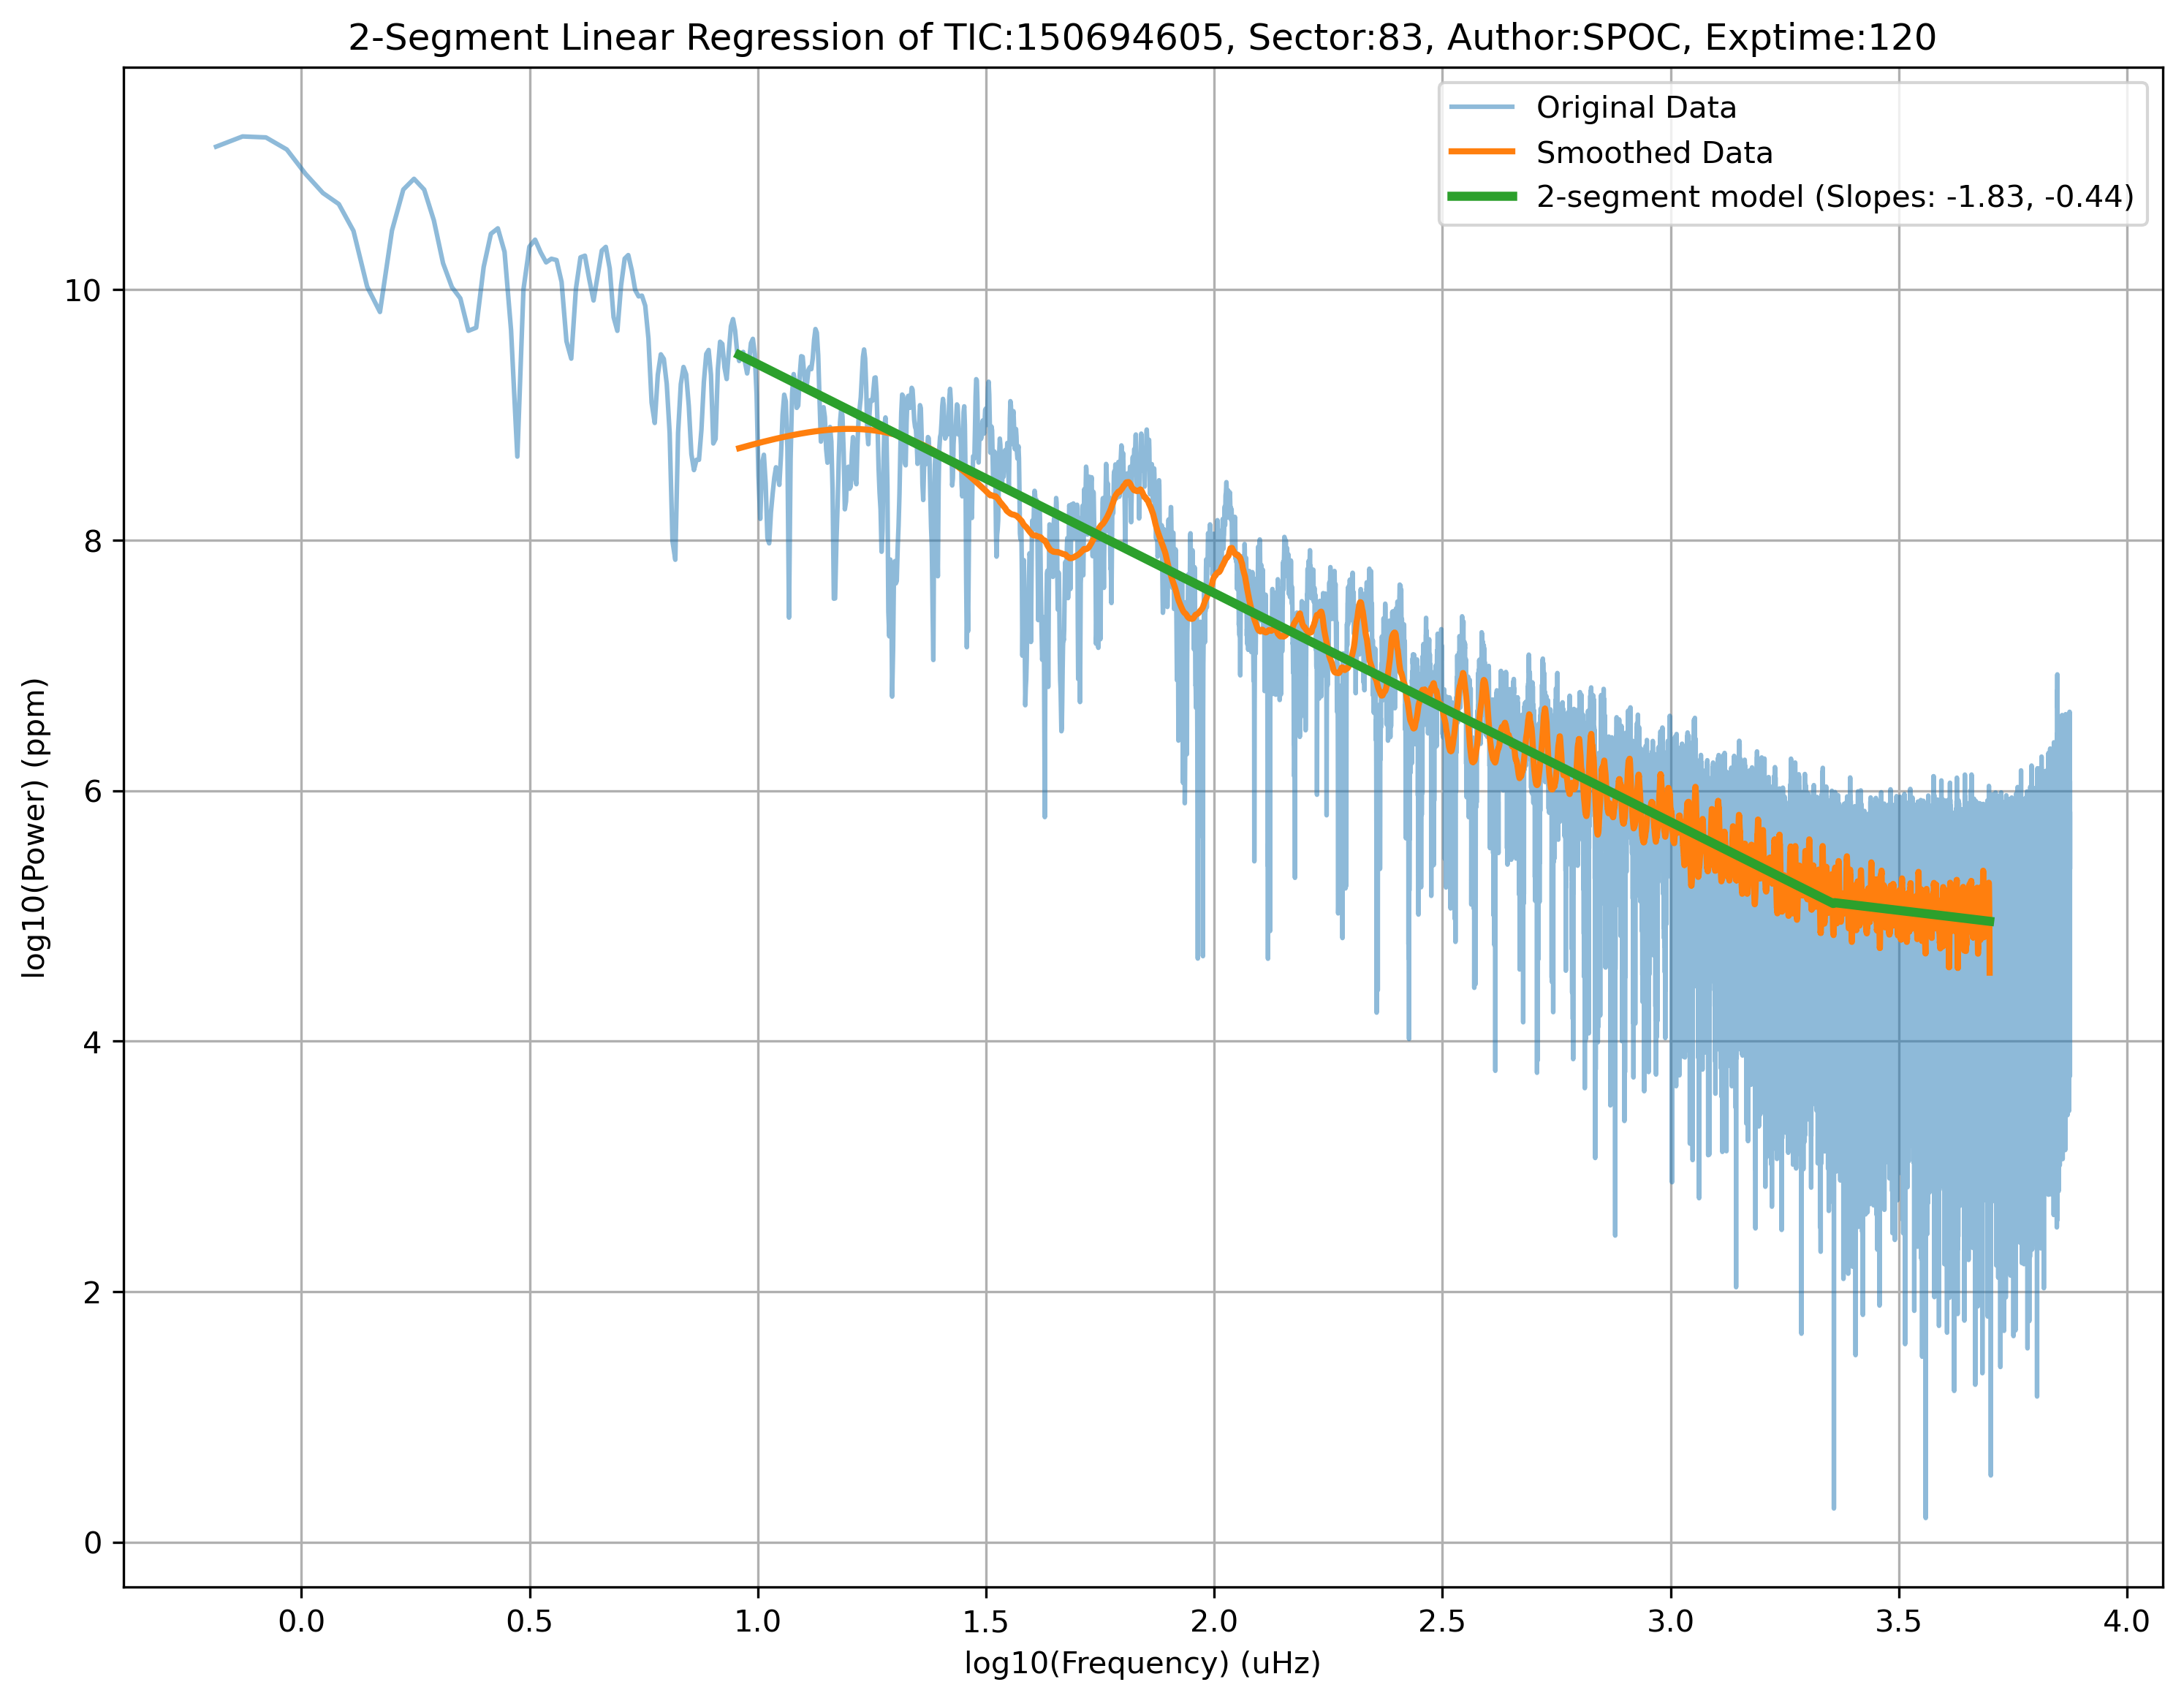 2-Segment Linear Regression of TIC:150694605, Sector:83, Author:SPOC, Exptime:120
Original Data
Smoothed Data
2-segment model (Slopes: -1.83, -0.44)
log10(Power) (ppm)
10
8
6
4
2
0
0.0 0.5 1.0 1.5 2.0 2.5 3.0 3.5 4.0
log10(Frequency) (uHz)